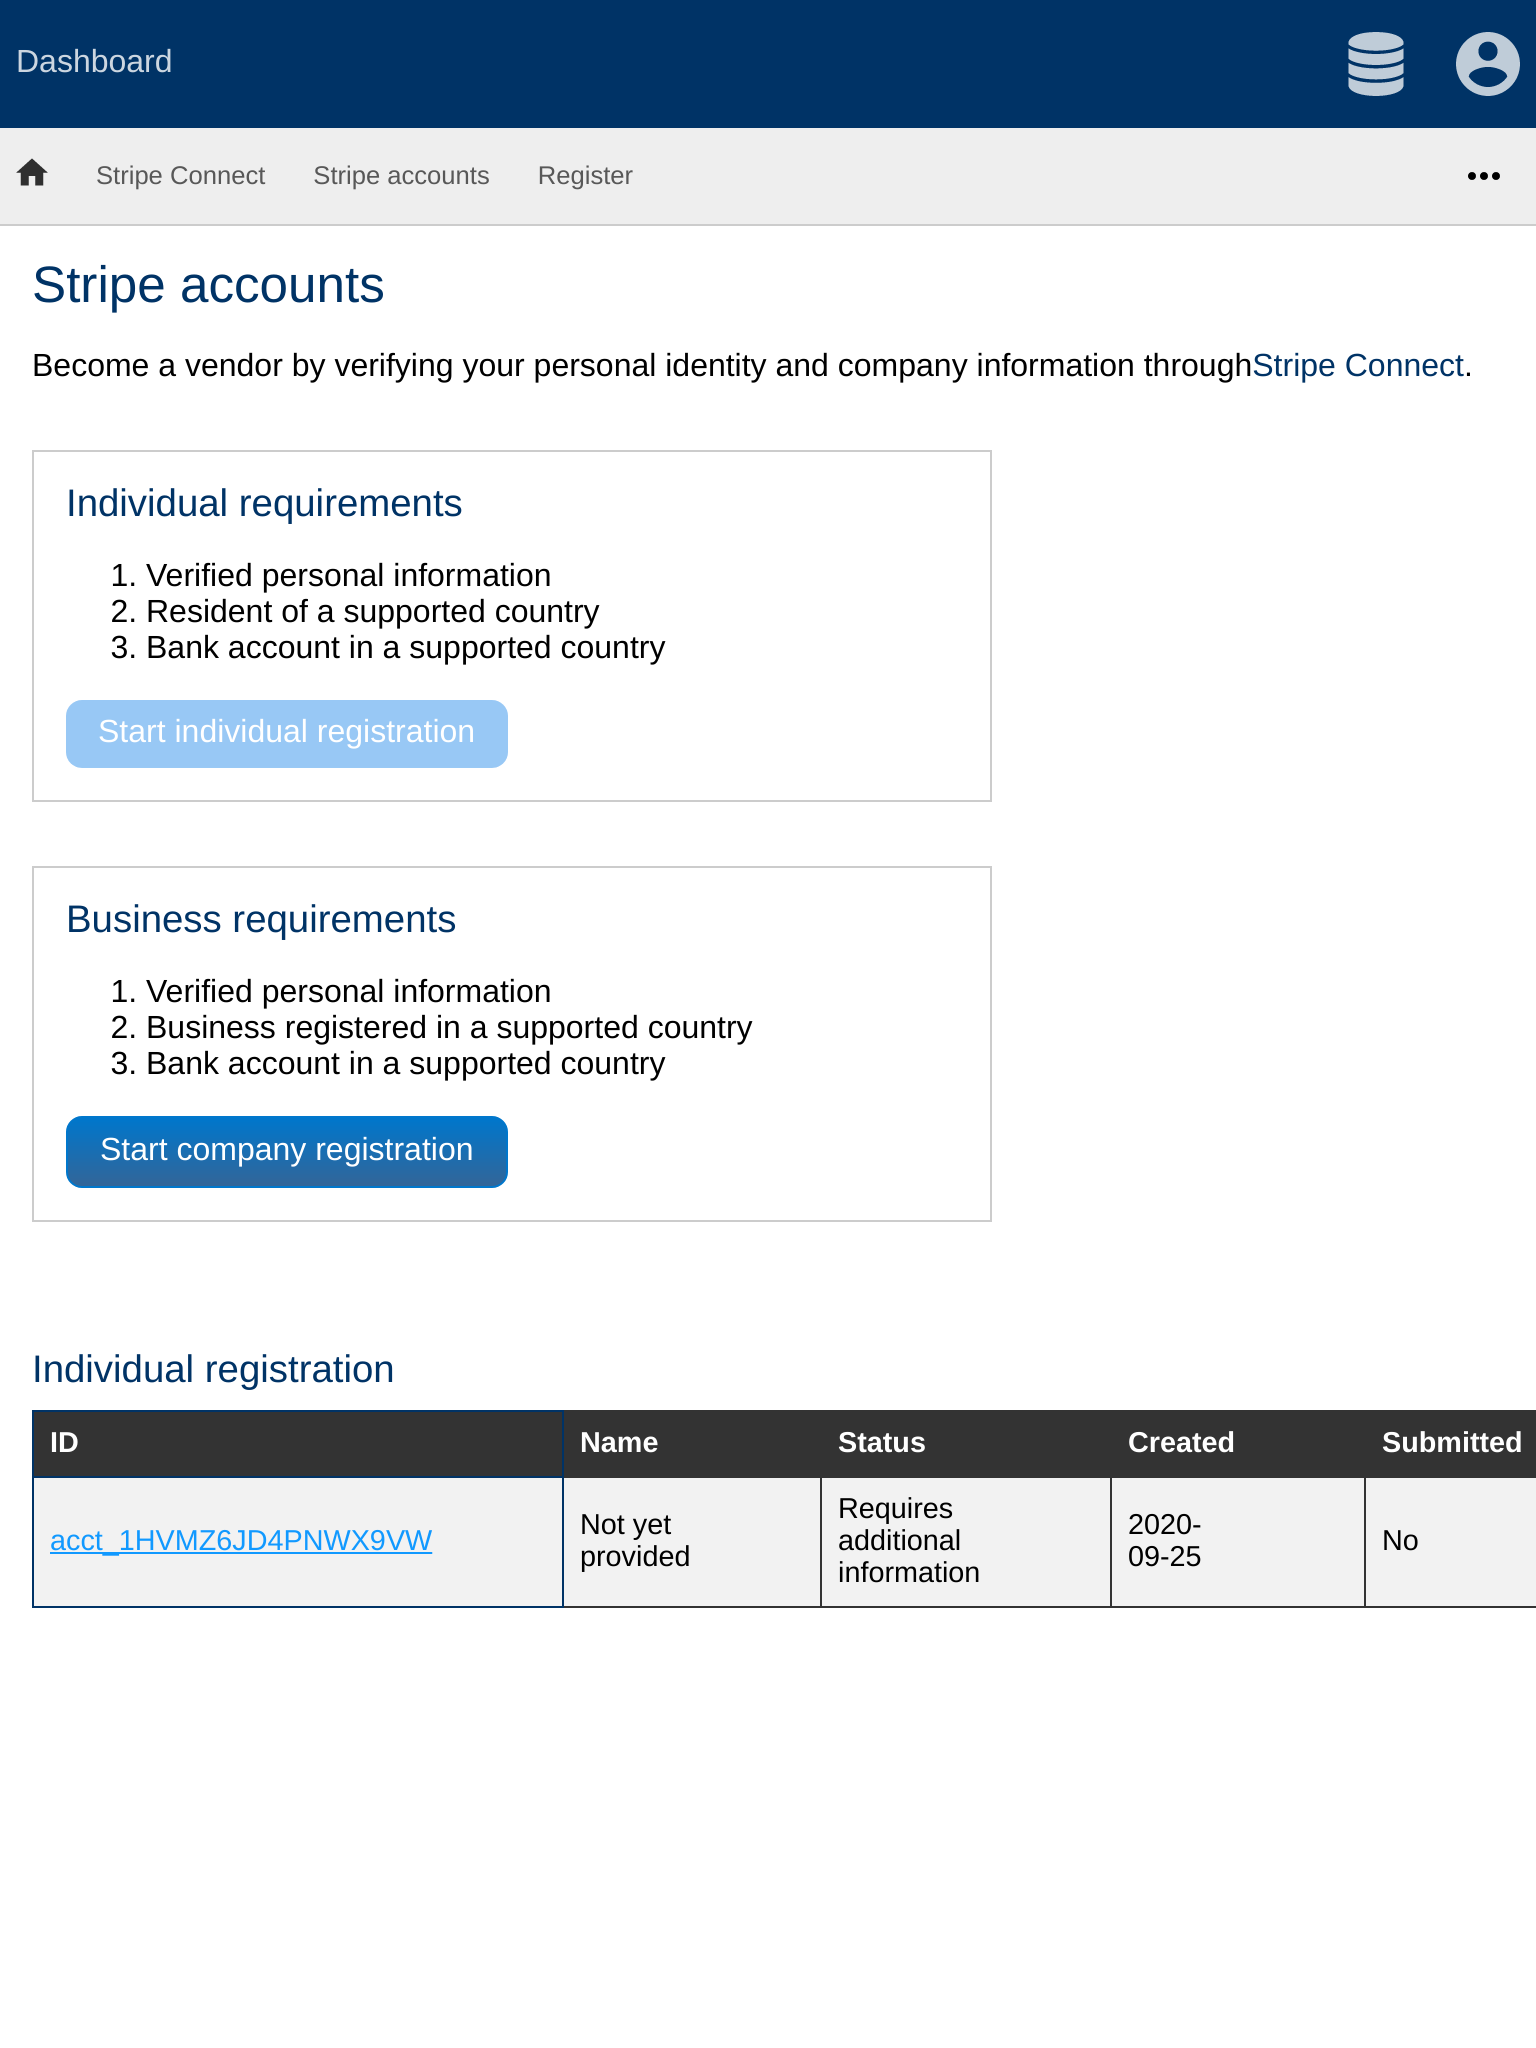 Dashboard
Stripe Connect Stripe accounts Register
Stripe accounts
Become a vendor by verifying your personal identity and company information throughStripe Connect.
Individual requirements
1. Verified personal information
2. Resident of a supported country
3. Bank account in a supported country
Start individual registration
Business requirements
1. Verified personal information
2. Business registered in a supported country
3. Bank account in a supported country
Start company registration
Individual registration
ID Name Status Created Submitted
acct_1HVMZ6JD4PNWX9VW
Not yet
provided
Requires
additional
information
2020-
09-25
No